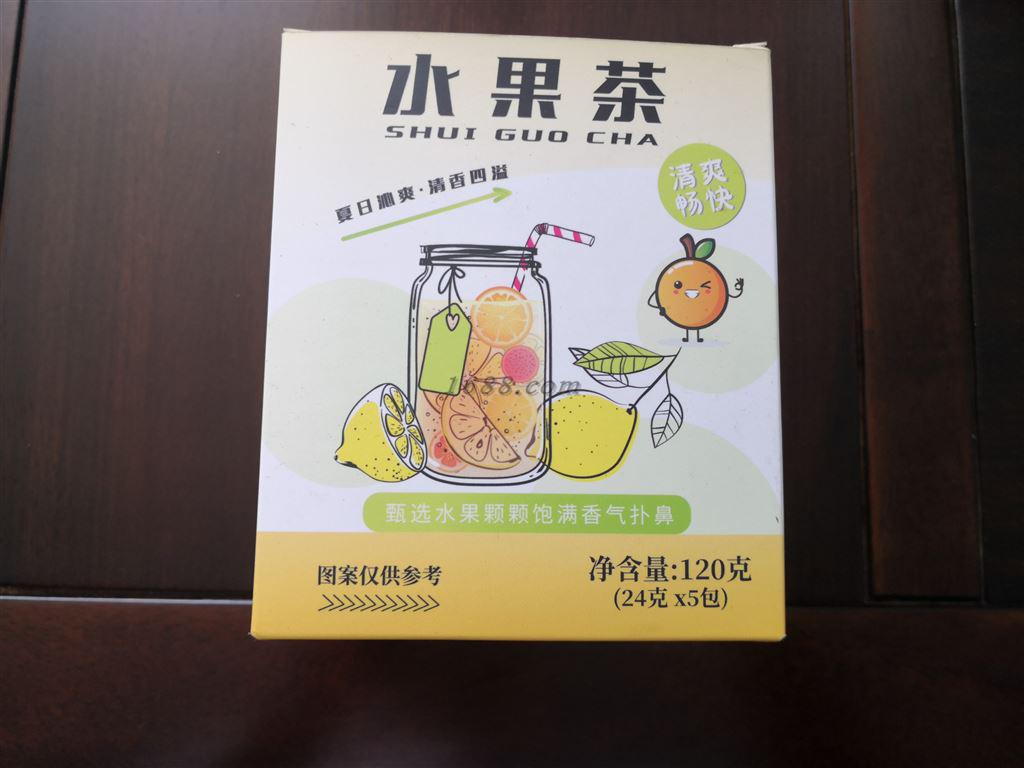 水果茶
SHUI GUO CHA
夏日沁爽·清香四溢
清爽
畅快
1688.com
甄选水果颗颗饱满香气扑鼻
图案仅供参考
净含量:120克
(24克 x5包)